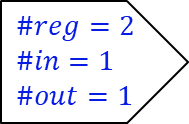 #reg = 2
#in = 1
#out = 1